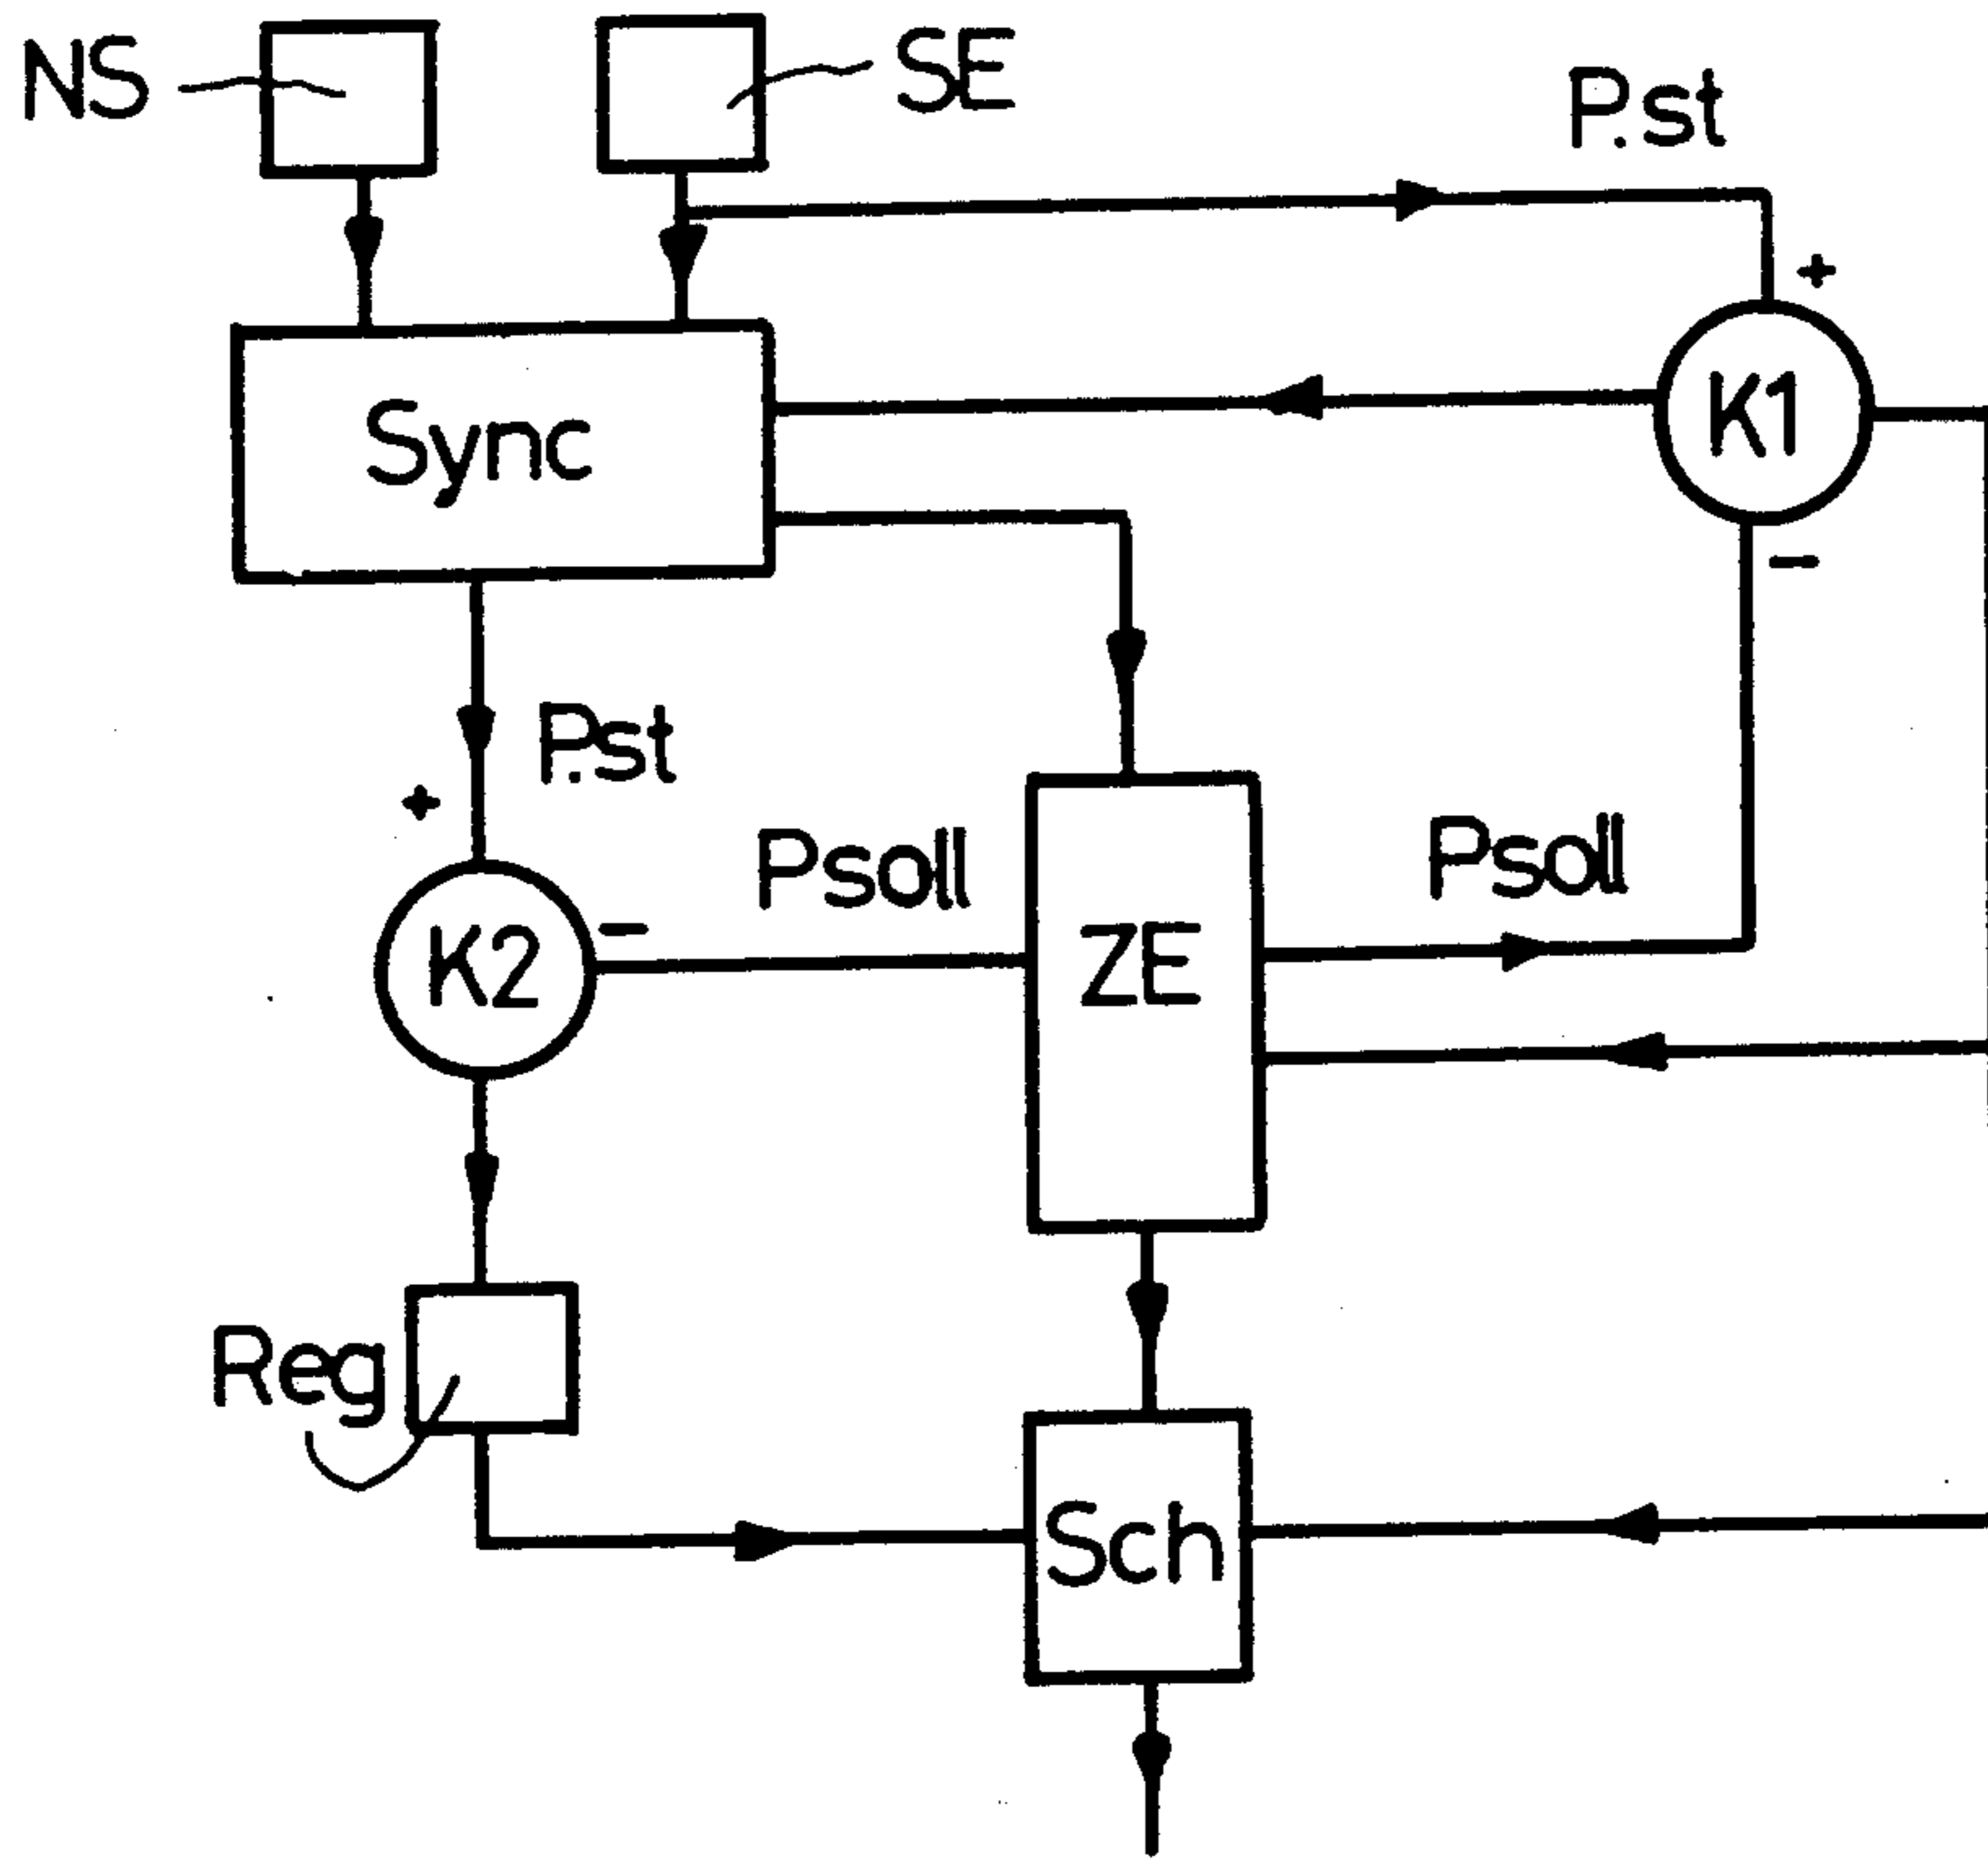 NS
SE
P.st
+
Sync
K1
-
P.st
+
Psoll
Psoll
-
K2
ZE
Reg
Sch